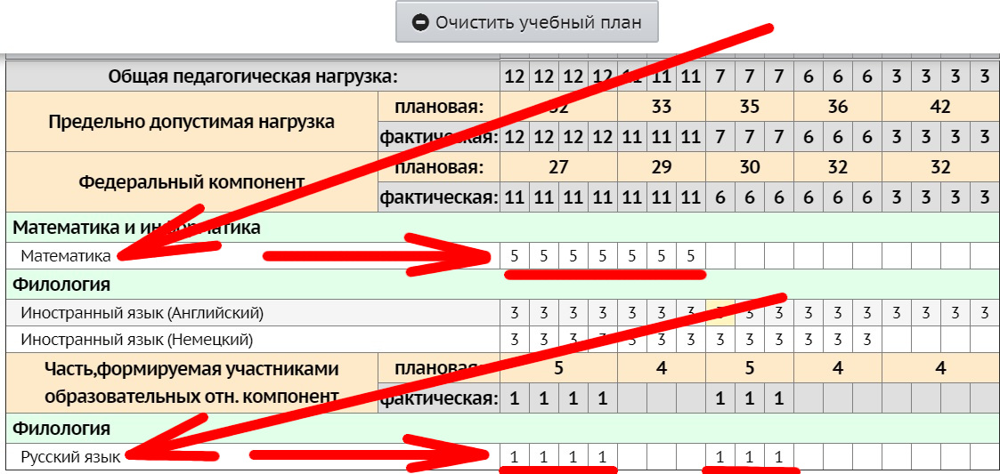 Очистить учебный план
Общая педагогическая нагрузка: 12 12 12 12 11 11 11 7 7 7 6 6 6 3 3 3 3
Предельно допустимая нагрузка
плановая: 32 33 35 36 42
фактическая: 12 12 12 12 11 11 11 7 7 7 6 6 6 3 3 3 3
Федеральный компонент
плановая: 27 29 30 32 32
фактическая: 11 11 11 11 11 11 11 6 6 6 6 6 6 3 3 3 3
Математика и информатика
Математика 5 5 5 5 5 5 5
Филология
Иностранный язык (Английский) 3 3 3 3 3 3 3 3 3 3 3 3 3 3 3 3 3
Иностранный язык (Немецкий) 3 3 3 3 3 3 3 3 3 3 3 3 3
Часть,формируемая участниками
образовательных отн. компонент
плановая: 5 4 5 4 4
фактическая: 1 1 1 1 1 1 1
Филология
Русский язык 1 1 1 1 1 1 1